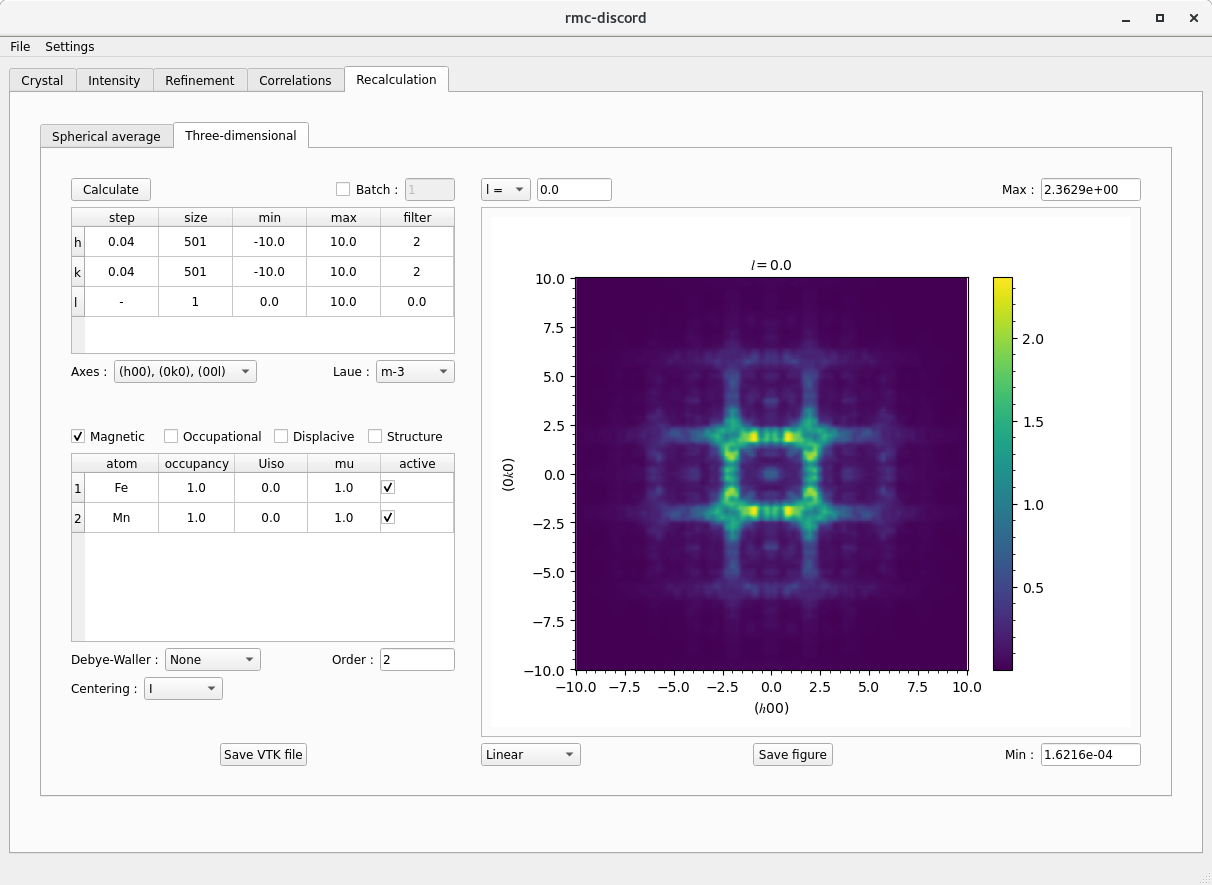 rmc-discord
File Settings
Crystal Intensity Refinement Correlations Recalculation
Spherical average Three-dimensional
Calculate Batch : 1
step size min max filter
h 0.04 501 -10.0 10.0 2
k 0.04 501 -10.0 10.0 2
l - 1 0.0 10.0 0.0
Axes : (h00), (0k0), (00l) Laue : m-3
Magnetic Occupational Displacive Structure
atom occupancy Uiso mu active
1 Fe 1.0 0.0 1.0
2 Mn 1.0 0.0 1.0
Debye-Waller : None Order : 2
Centering : I
Save VTK file
l = 0.0 Max : 2.3629e+00
l = 0.0
10.0
7.5
5.0
2.5
0.0
−2.5
−5.0
−7.5
−10.0
(0k0)
−10.0 −7.5 −5.0 −2.5 0.0 2.5 5.0 7.5 10.0
(h00)
2.0
1.5
1.0
0.5
Linear Save figure Min : 1.6216e-04